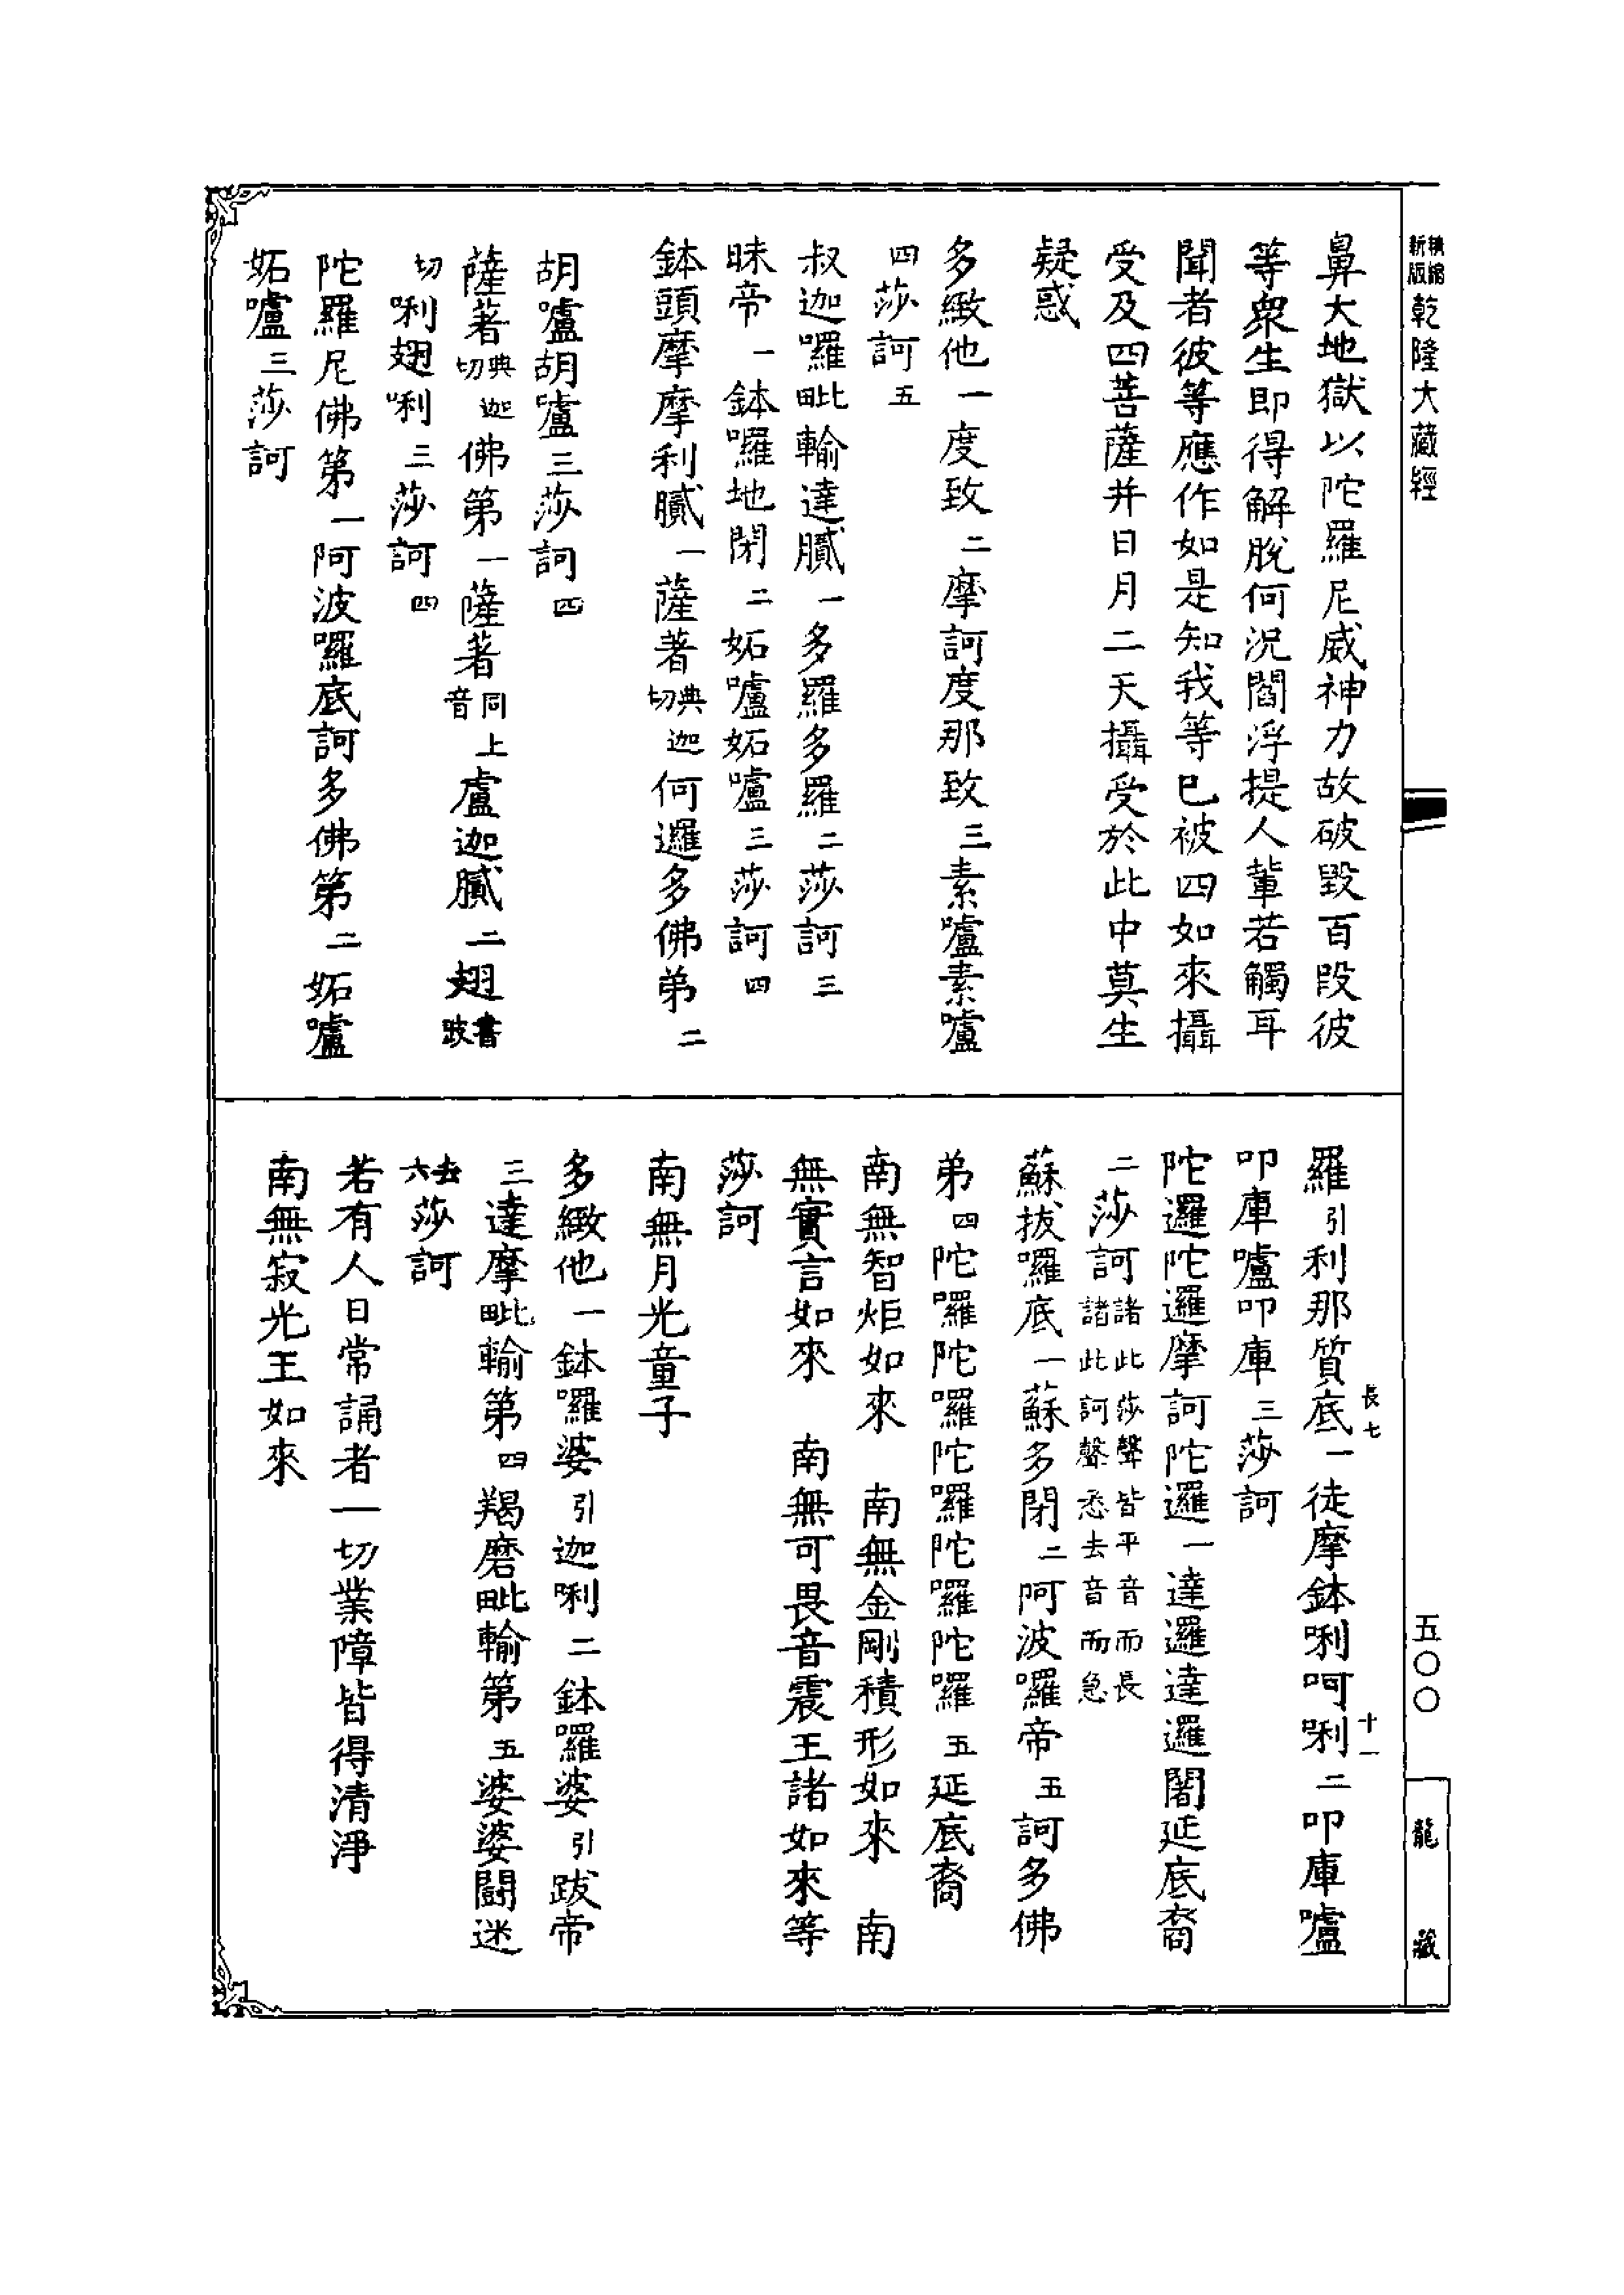 新版 精縮 乾隆大藏經
五〇〇
龍藏
鼻大地獄以陀羅尼威神力故破毀百段彼
等衆生即得解脫何況閻浮提人輩若觸耳
聞者彼等應作如是知我等已被四如來攝
受及四菩薩并日月二天攝受於此中莫生
疑惑
多緻他一度致二摩訶度那致三素嚧素嚧
四莎訶五
叔迦囉毗輸達膩一多羅多羅二莎訶三
昧帝一鉢囉地閉二妬嚧妬嚧三莎訶四
鉢頭摩摩利膩一薩著切典迦何邏多佛弟二
胡嚧胡嚧三莎訶四
薩著切典迦佛第一薩著同上音盧迦膩二翅書跂
切唎翅唎三莎訶四
陀羅尼佛第一阿波囉底訶多佛第二妬嚧
妬嚧三莎訶
長七
十一
羅引利那質底一徒摩鉢唎呵唎二叩庫嚧
叩庫嚧叩庫三莎訶
陀邏陀邏摩訶陀邏一達邏達邏闍延底裔
二莎訶諸此莎聲皆平音而長諸此訶聲悉去音而急
蘇拔囉底一蘇多閉二呵波囉帝五訶多佛
弟四陀囉陀囉陀囉陀囉陀囉五延底裔
南無智炬如來 南無金剛積形如來 南
無實言如來 南無可畏音震王諸如來等
莎訶
南無月光童子
多緻他一鉢囉婆引迦唎二鉢羅婆引跋帝
三達摩毗輸第四羯磨毗輸第五婆婆鬪迷
去六莎訶
若有人日常誦者一切業障皆得清淨
南無寂光王如來